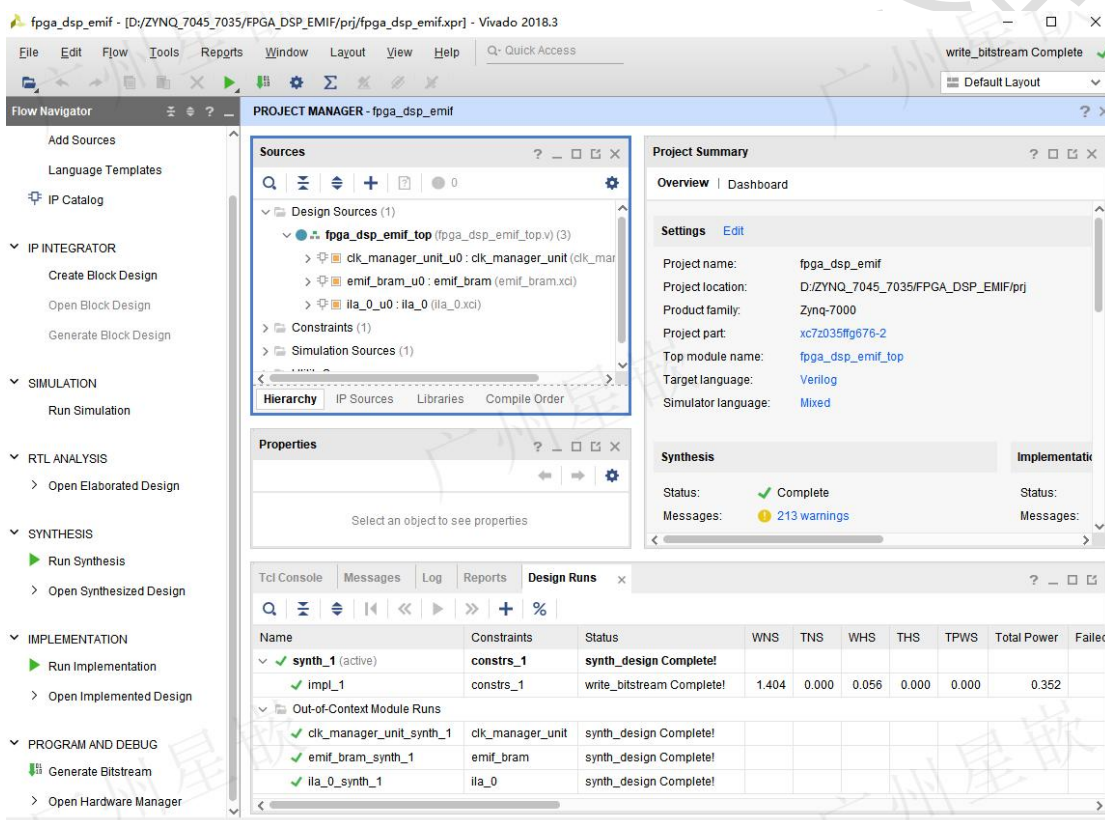 fpga_dsp_emif - [D:/ZYNQ_7045_7035/FPGA_DSP_EMIF/prj/fpga_dsp_emif.xpr] - Vivado 2018.3
File Edit Flow Tools Reports Window Layout View Help Q- Quick Access write_bitstream Complete
Default Layout
Flow Navigator
PROJECT MANAGER - fpga_dsp_emif
Add Sources
Language Templates
IP Catalog
IP INTEGRATOR
Create Block Design
Open Block Design
Generate Block Design
SIMULATION
Run Simulation
RTL ANALYSIS
Open Elaborated Design
SYNTHESIS
Run Synthesis
Open Synthesized Design
IMPLEMENTATION
Run Implementation
Open Implemented Design
PROGRAM AND DEBUG
Generate Bitstream
Open Hardware Manager
Sources
0
Design Sources (1)
fpga_dsp_emif_top (fpga_dsp_emif_top.v) (3)
clk_manager_unit_u0 : clk_manager_unit (clk_mar
emif_bram_u0 : emif_bram (emif_bram.xci)
ila_0_u0 : ila_0 (ila_0.xci)
Constraints (1)
Simulation Sources (1)
Hierarchy IP Sources Libraries Compile Order
Properties
Select an object to see properties
Project Summary
Overview | Dashboard
Settings Edit
Project name: fpga_dsp_emif
Project location: D:/ZYNQ_7045_7035/FPGA_DSP_EMIF/prj
Product family: Zynq-7000
Project part: xc7z035ffg676-2
Top module name: fpga_dsp_emif_top
Target language: Verilog
Simulator language: Mixed
Synthesis Implementatic
Status: Complete Status:
Messages: 213 warnings Messages:
Tcl Console Messages Log Reports Design Runs
Name Constraints Status WNS TNS WHS THS TPWS Total Power Failec
synth_1 (active) constrs_1 synth_design Complete!
impl_1 constrs_1 write_bitstream Complete! 1.404 0.000 0.056 0.000 0.000 0.352
Out-of-Context Module Runs
clk_manager_unit_synth_1 clk_manager_unit synth_design Complete!
emif_bram_synth_1 emif_bram synth_design Complete!
ila_0_synth_1 ila_0 synth_design Complete!
广州星嵌